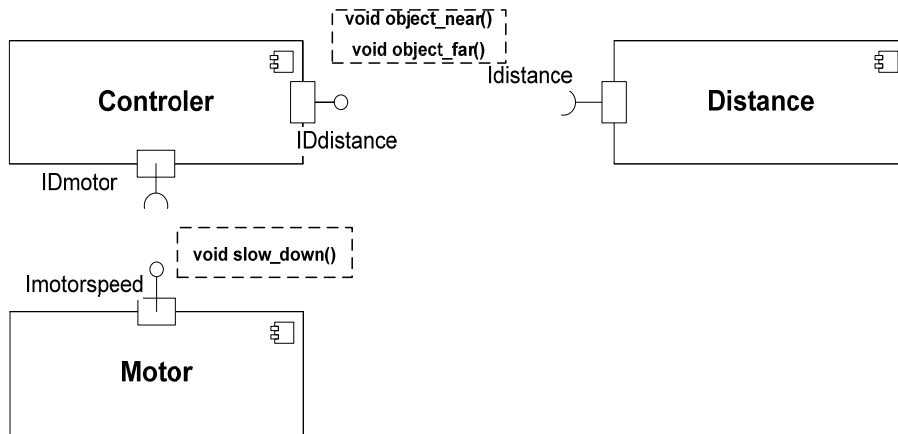 void object_near()
void object_far()
Idistance
Controler
Distance
IDdistance
IDmotor
void slow_down()
Imotorspeed
Motor